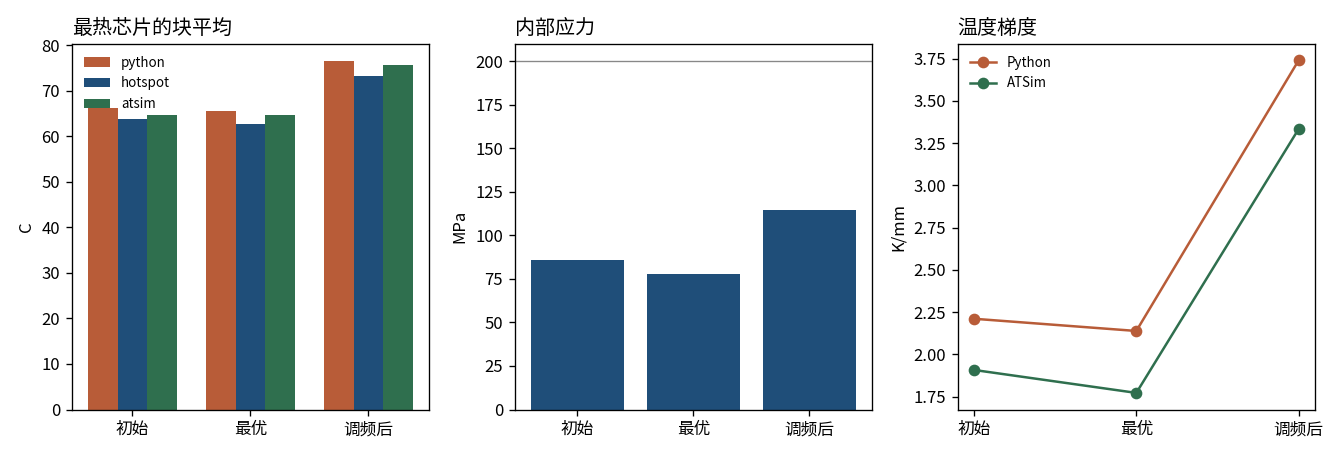 最热芯片的块平均
80
70
60
50
40
30
20
10
0
C
python
hotspot
atsim
初始
最优
调频后
内部应力
200
175
150
125
100
75
50
25
0
MPa
初始
最优
调频后
温度梯度
3.75
3.50
3.25
3.00
2.75
2.50
2.25
2.00
1.75
K/mm
Python
ATSim
初始
最优
调频后